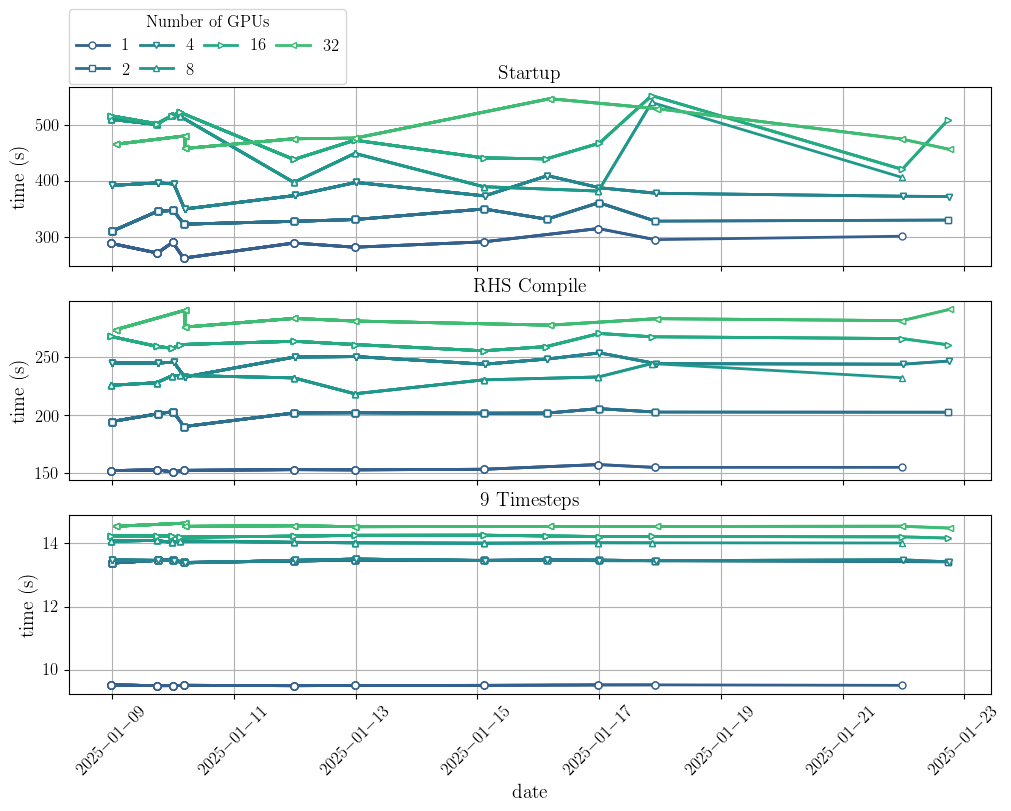 Number of GPUs
1 4 16 32
2 8
Startup
500
400
300
time (s)
RHS Compile
250
200
150
time (s)
9 Timesteps
14
12
10
time (s)
2025−01−09 2025−01−11 2025−01−13 2025−01−15 2025−01−17 2025−01−19 2025−01−21 2025−01−23
date